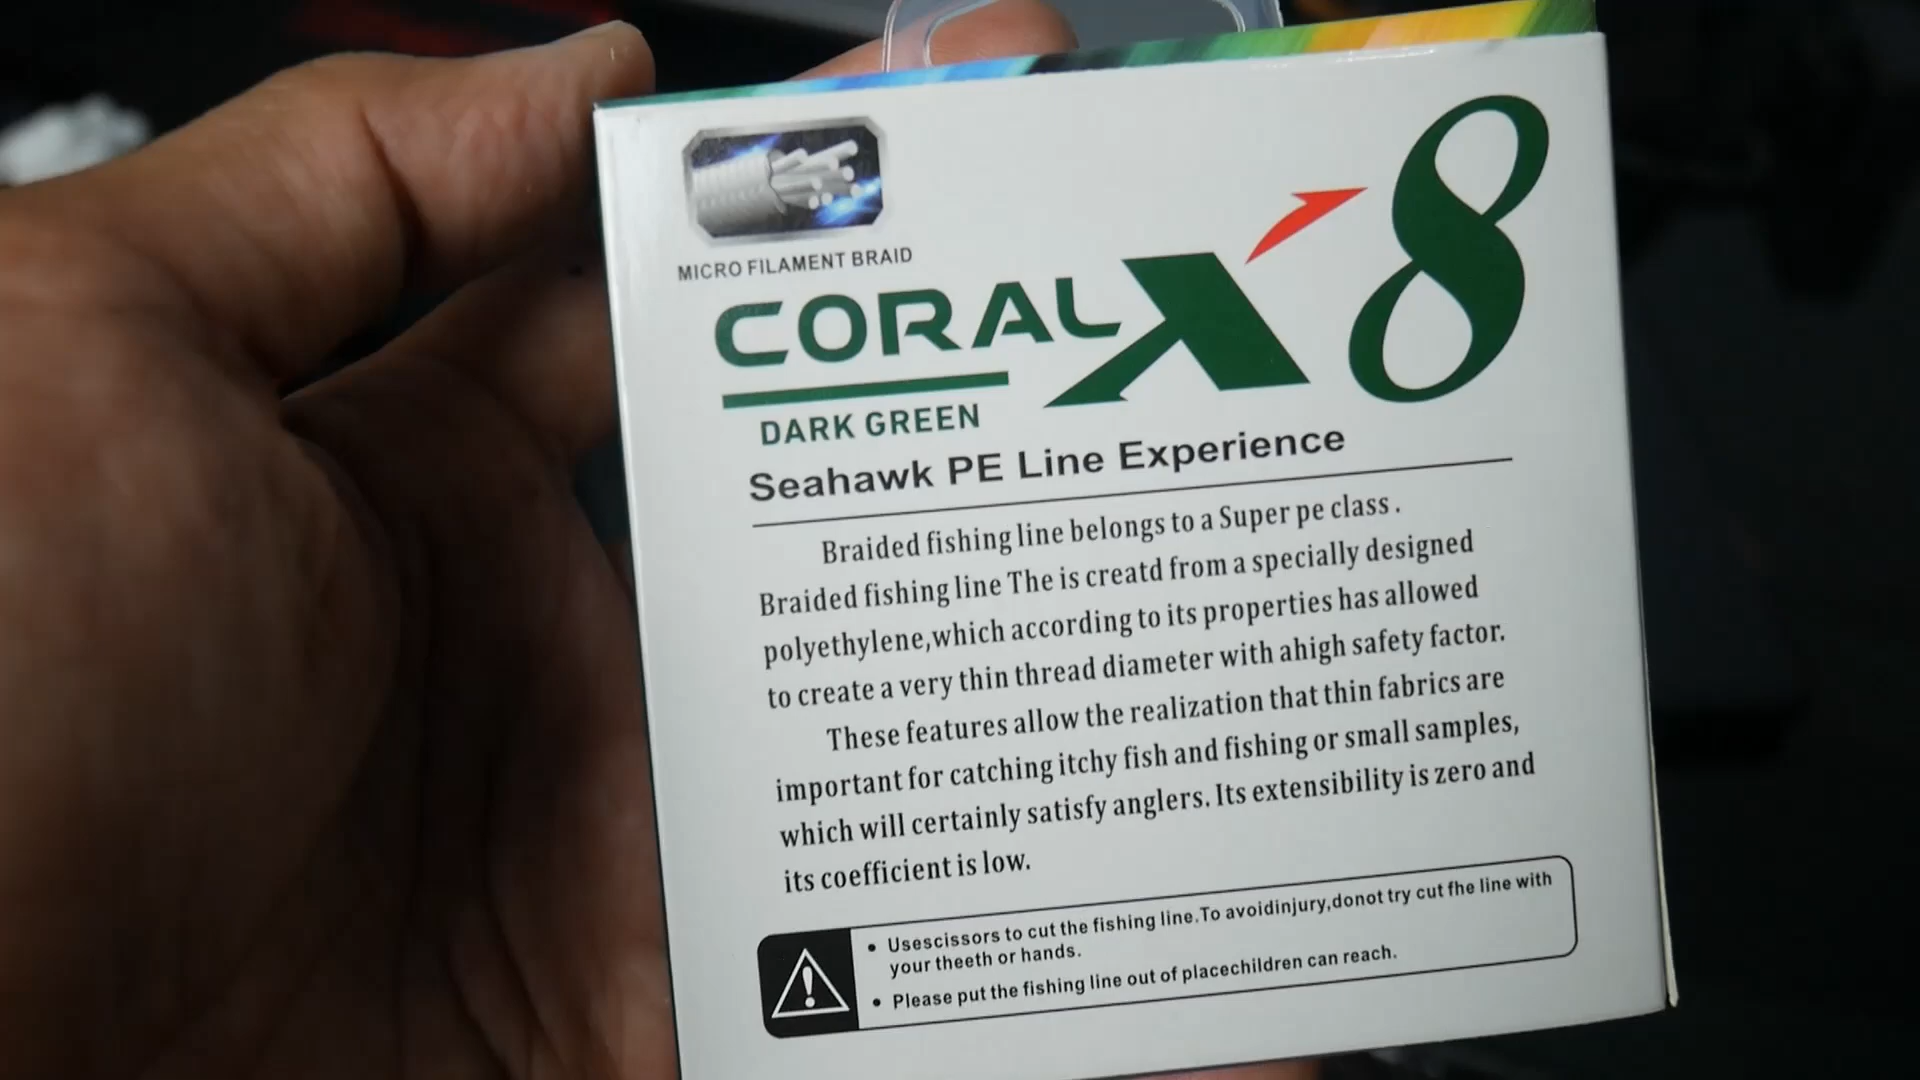 MICRO FILAMENT BRAID
CORAL X8
DARK GREEN
Seahawk PE Line Experience
Braided fishing line belongs to a Super pe class .
Braided fishing line The is creatd from a specially designed
polyethylene,which according to its properties has allowed
to create a very thin thread diameter with ahigh safety factor.
These features allow the realization that thin fabrics are
important for catching itchy fish and fishing or small samples,
which will certainly satisfy anglers. Its extensibility is zero and
its coefficient is low.
• Usescissors to cut the fishing line.To avoidinjury,donot try cut fhe line with
your theeth or hands.
• Please put the fishing line out of placechildren can reach.